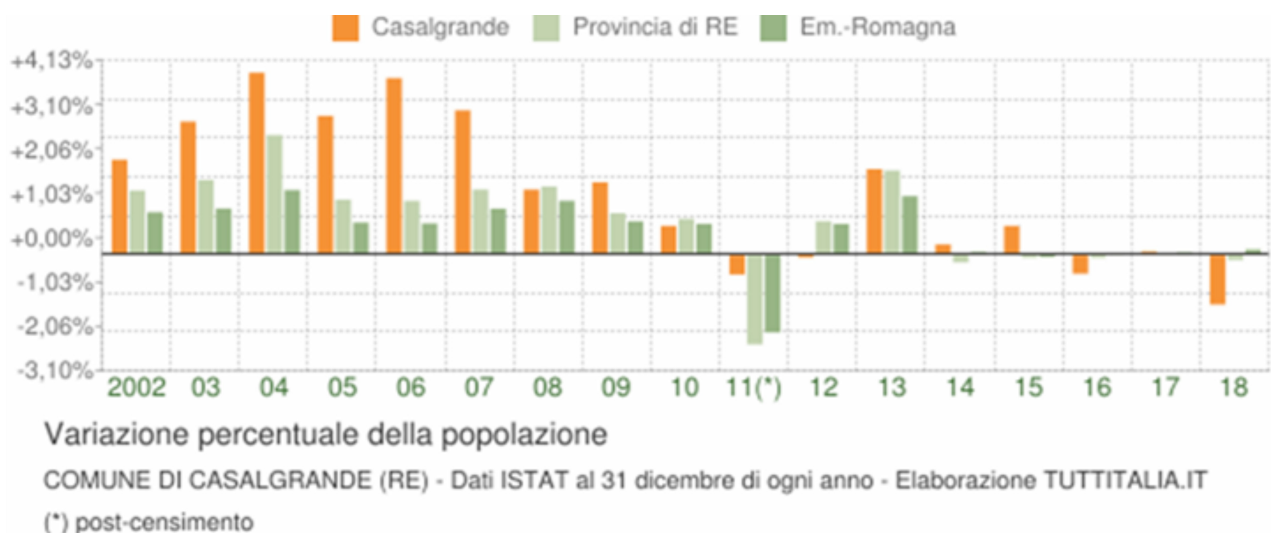 Casalgrande Provincia di RE Em.-Romagna
+4,13%
+3,10%
+2,06%
+1,03%
+0,00%
-1,03%
-2,06%
-3,10%
2002 03 04 05 06 07 08 09 10 11(*) 12 13 14 15 16 17 18
Variazione percentuale della popolazione
COMUNE DI CASALGRANDE (RE) - Dati ISTAT al 31 dicembre di ogni anno - Elaborazione TUTTITALIA.IT
(*) post-censimento